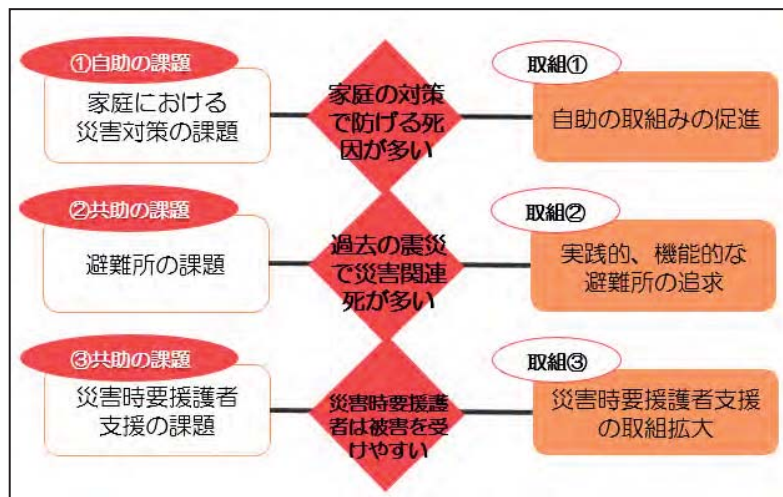 ①自助の課題
家庭における
災害対策の課題
家庭の対策
で防げる死
因が多い
取組①
自助の取組みの促進
②共助の課題
避難所の課題
過去の震災
で災害関連
死が多い
取組②
実践的、機能的な
避難所の追求
③共助の課題
災害時要援護者
支援の課題
災害時要援護
者は被害を受
けやすい
取組③
災害時要援護者支援
の取組拡大